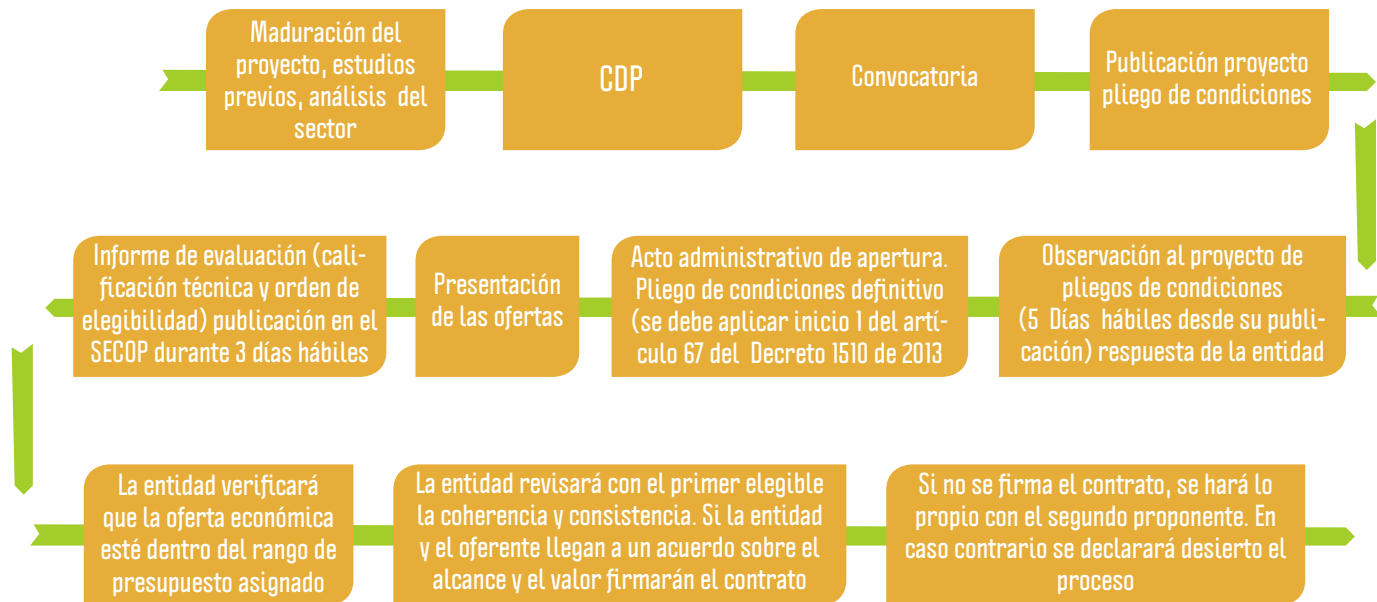 Maduración del
proyecto, estudios
previos, análisis del
sector
CDP
Convocatoria
Publicación proyecto
pliego de condiciones
Observación al proyecto de
pliegos de condiciones
(5 Días hábiles desde su publi-
cación) respuesta de la entidad
Acto administrativo de apertura.
Pliego de condiciones definitivo
(se debe aplicar inicio 1 del artí-
culo 67 del Decreto 1510 de 2013
Presentación
de las ofertas
Informe de evaluación (cali-
ficación técnica y orden de
elegibilidad) publicación en el
SECOP durante 3 días hábiles
La entidad verificará
que la oferta económica
esté dentro del rango de
presupuesto asignado
La entidad revisará con el primer elegible
la coherencia y consistencia. Si la entidad
y el oferente llegan a un acuerdo sobre el
alcance y el valor firmarán el contrato
Si no se firma el contrato, se hará lo
propio con el segundo proponente. En
caso contrario se declarará desierto el
proceso